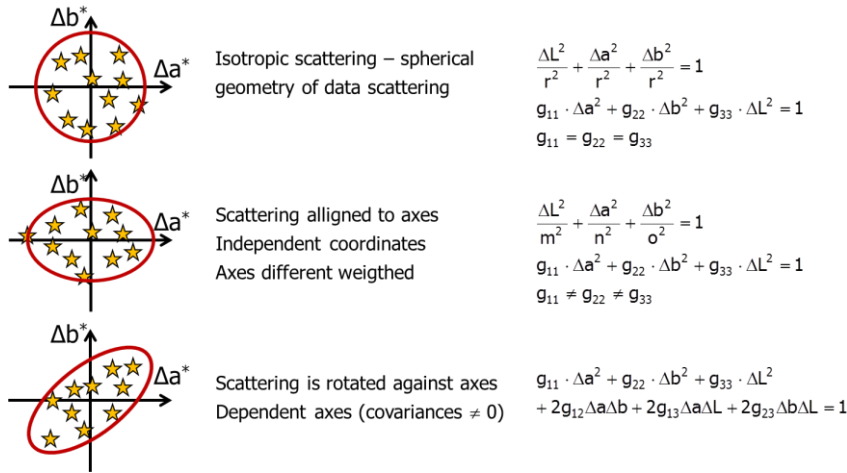 Δb*
Δa*
Isotropic scattering – spherical
geometry of data scattering
ΔL²/r² + Δa²/r² + Δb²/r² = 1
g₁₁ · Δa² + g₂₂ · Δb² + g₃₃ · ΔL² = 1
g₁₁ = g₂₂ = g₃₃
Δb*
Δa*
Scattering alligned to axes
Independent coordinates
Axes different weigthed
ΔL²/m² + Δa²/n² + Δb²/o² = 1
g₁₁ · Δa² + g₂₂ · Δb² + g₃₃ · ΔL² = 1
g₁₁ ≠ g₂₂ ≠ g₃₃
Δb*
Δa*
Scattering is rotated against axes
Dependent axes (covariances ≠ 0)
g₁₁ · Δa² + g₂₂ · Δb² + g₃₃ · ΔL²
+ 2g₁₂ΔaΔb + 2g₁₃ΔaΔL + 2g₂₃ΔbΔL = 1